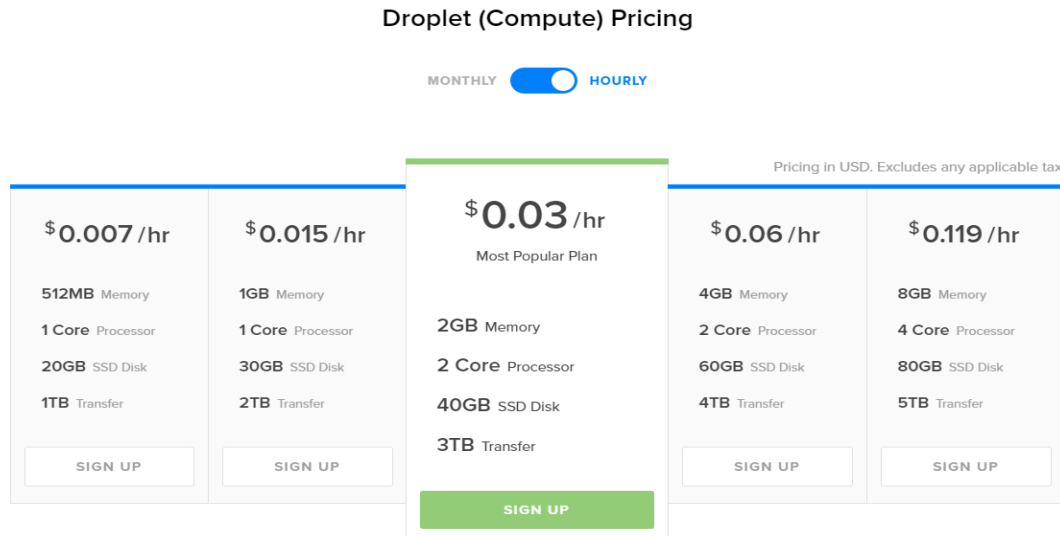 Droplet (Compute) Pricing
MONTHLY HOURLY
Pricing in USD. Excludes any applicable tax
$0.007/hr
512MB Memory
1 Core Processor
20GB SSD Disk
1TB Transfer
SIGN UP
$0.015/hr
1GB Memory
1 Core Processor
30GB SSD Disk
2TB Transfer
SIGN UP
$0.03/hr
Most Popular Plan
2GB Memory
2 Core Processor
40GB SSD Disk
3TB Transfer
SIGN UP
$0.06/hr
4GB Memory
2 Core Processor
60GB SSD Disk
4TB Transfer
SIGN UP
$0.119/hr
8GB Memory
4 Core Processor
80GB SSD Disk
5TB Transfer
SIGN UP